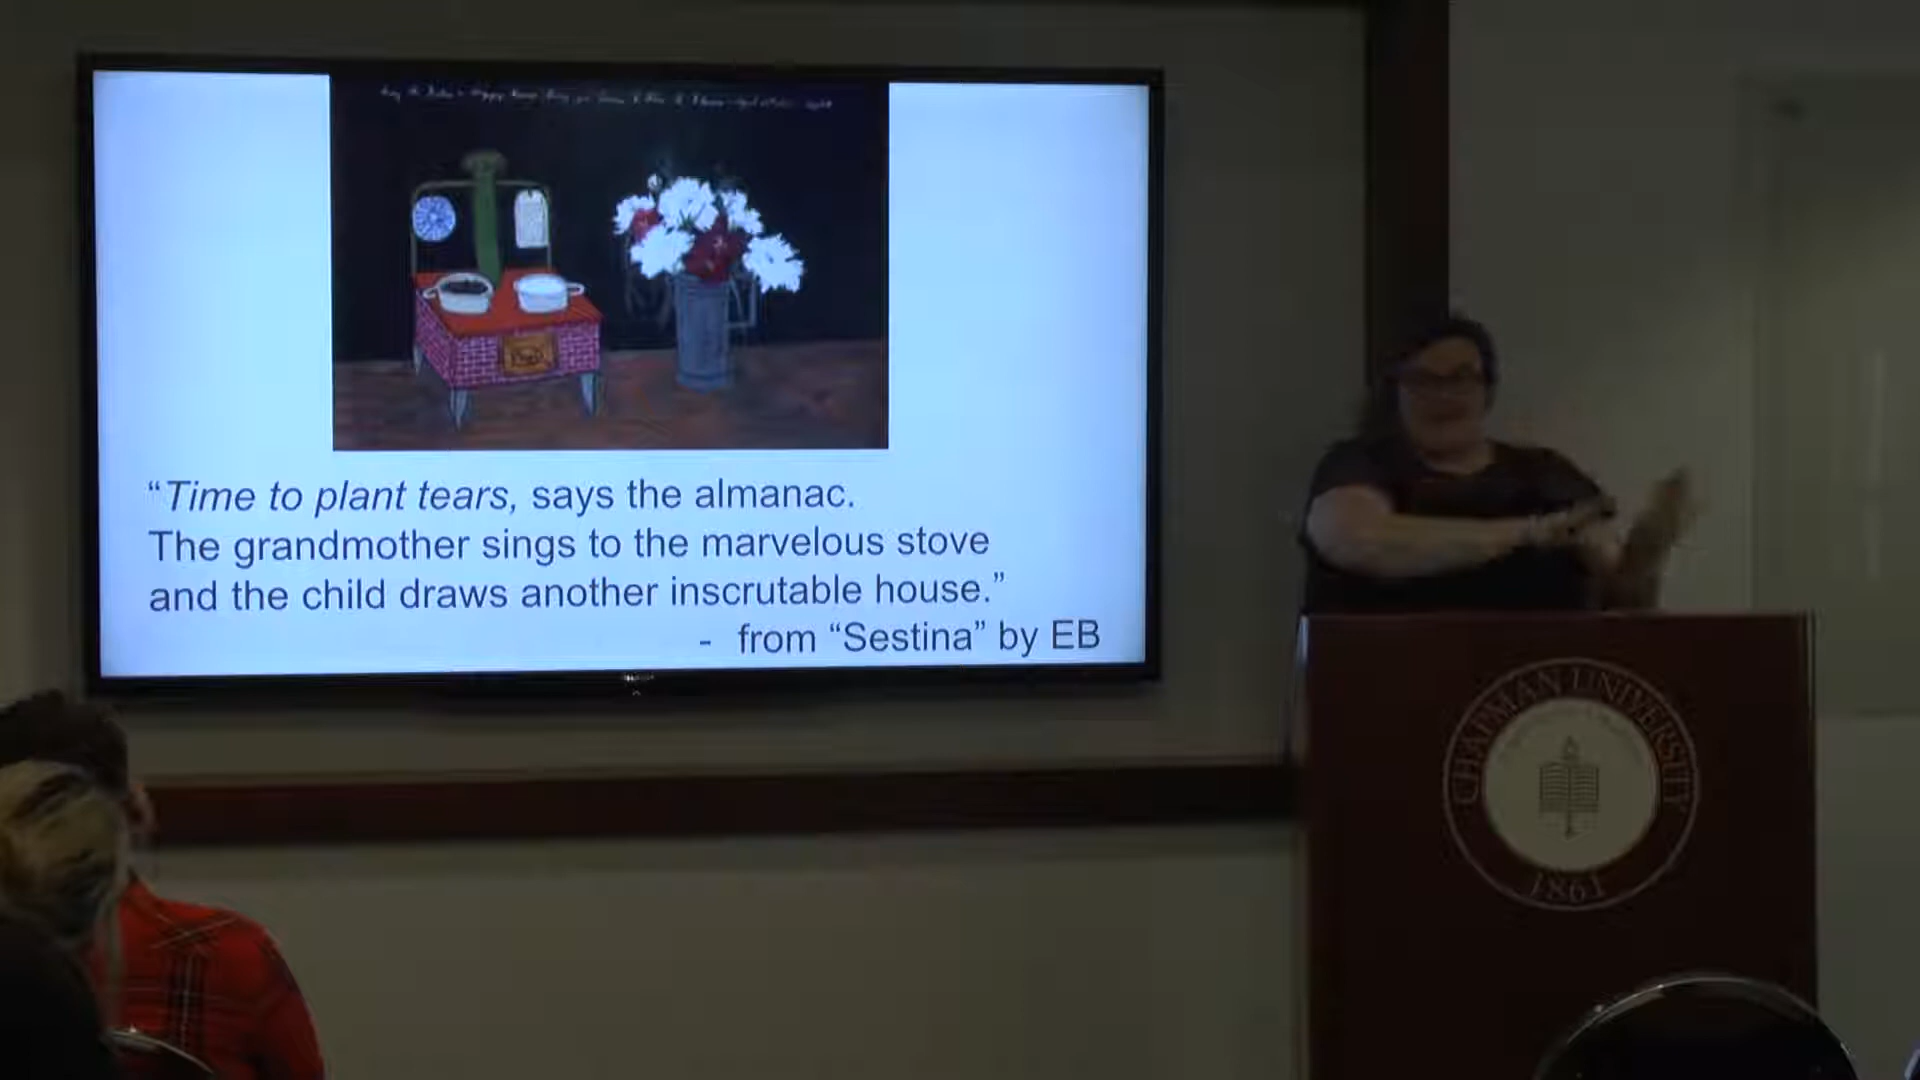 “Time to plant tears, says the almanac.
The grandmother sings to the marvelous stove
and the child draws another inscrutable house.”
- from “Sestina” by EB
CHAPMAN UNIVERSITY
1861